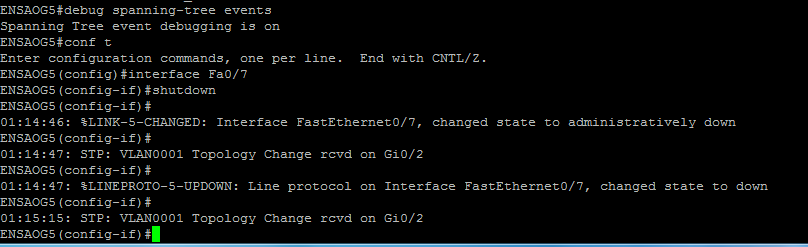 ENSAOG5#debug spanning-tree events
Spanning Tree event debugging is on
ENSAOG5#conf t
Enter configuration commands, one per line.  End with CNTL/Z.
ENSAOG5(config)#interface Fa0/7
ENSAOG5(config-if)#shutdown
ENSAOG5(config-if)#
01:14:46: %LINK-5-CHANGED: Interface FastEthernet0/7, changed state to administratively down
ENSAOG5(config-if)#
01:14:47: STP: VLAN0001 Topology Change rcvd on Gi0/2
ENSAOG5(config-if)#
01:14:47: %LINEPROTO-5-UPDOWN: Line protocol on Interface FastEthernet0/7, changed state to down
ENSAOG5(config-if)#
01:15:15: STP: VLAN0001 Topology Change rcvd on Gi0/2
ENSAOG5(config-if)#